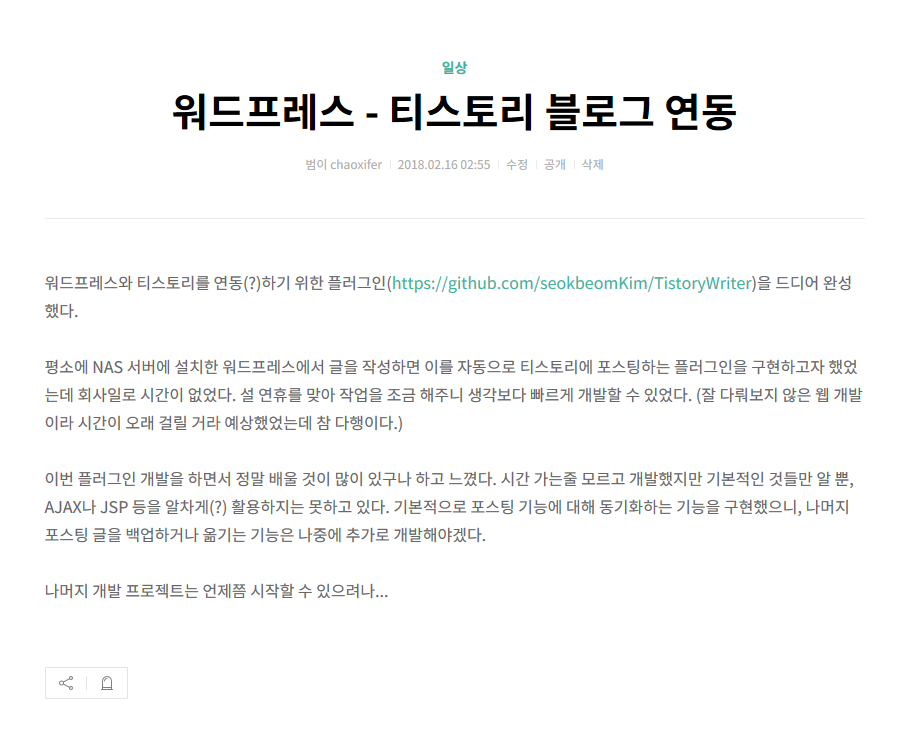 일상
워드프레스 - 티스토리 블로그 연동
범이 chaoxifer 2018.02.16 02:55 수정 공개 삭제
워드프레스와 티스토리를 연동(?)하기 위한 플러그인(https://github.com/seokbeomKim/TistoryWriter)을 드디어 완성
했다.
평소에 NAS 서버에 설치한 워드프레스에서 글을 작성하면 이를 자동으로 티스토리에 포스팅하는 플러그인을 구현하고자 했었
는데 회사일로 시간이 없었다. 설 연휴를 맞아 작업을 조금 해주니 생각보다 빠르게 개발할 수 있었다. (잘 다뤄보지 않은 웹 개발
이라 시간이 오래 걸릴 거라 예상했었는데 참 다행이다.)
이번 플러그인 개발을 하면서 정말 배울 것이 많이 있구나 하고 느꼈다. 시간 가는줄 모르고 개발했지만 기본적인 것들만 알 뿐,
AJAX나 JSP 등을 알차게(?) 활용하지는 못하고 있다. 기본적으로 포스팅 기능에 대해 동기화하는 기능을 구현했으니, 나머지
포스팅 글을 백업하거나 옮기는 기능은 나중에 추가로 개발해야겠다.
나머지 개발 프로젝트는 언제쯤 시작할 수 있으려나...